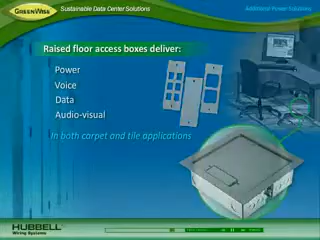 GREENWISE
Sustainable Data Center Solutions
Additional Power Solutions
Raised floor access boxes deliver:
Power
Voice
Data
Audio-visual
In both carpet and tile applications
HUBBELL
Wiring Systems